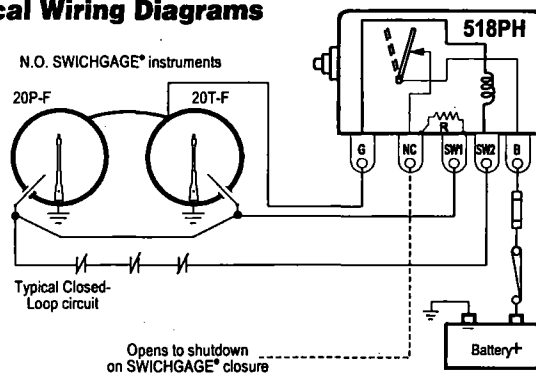 cal Wiring Diagrams
518PH
N.O. SWICHGAGE® instruments
20P-F
20T-F
R
G
NC
SW1
SW2
B
Typical Closed-
Loop circuit
Opens to shutdown
on SWICHGAGE® closure
Battery+